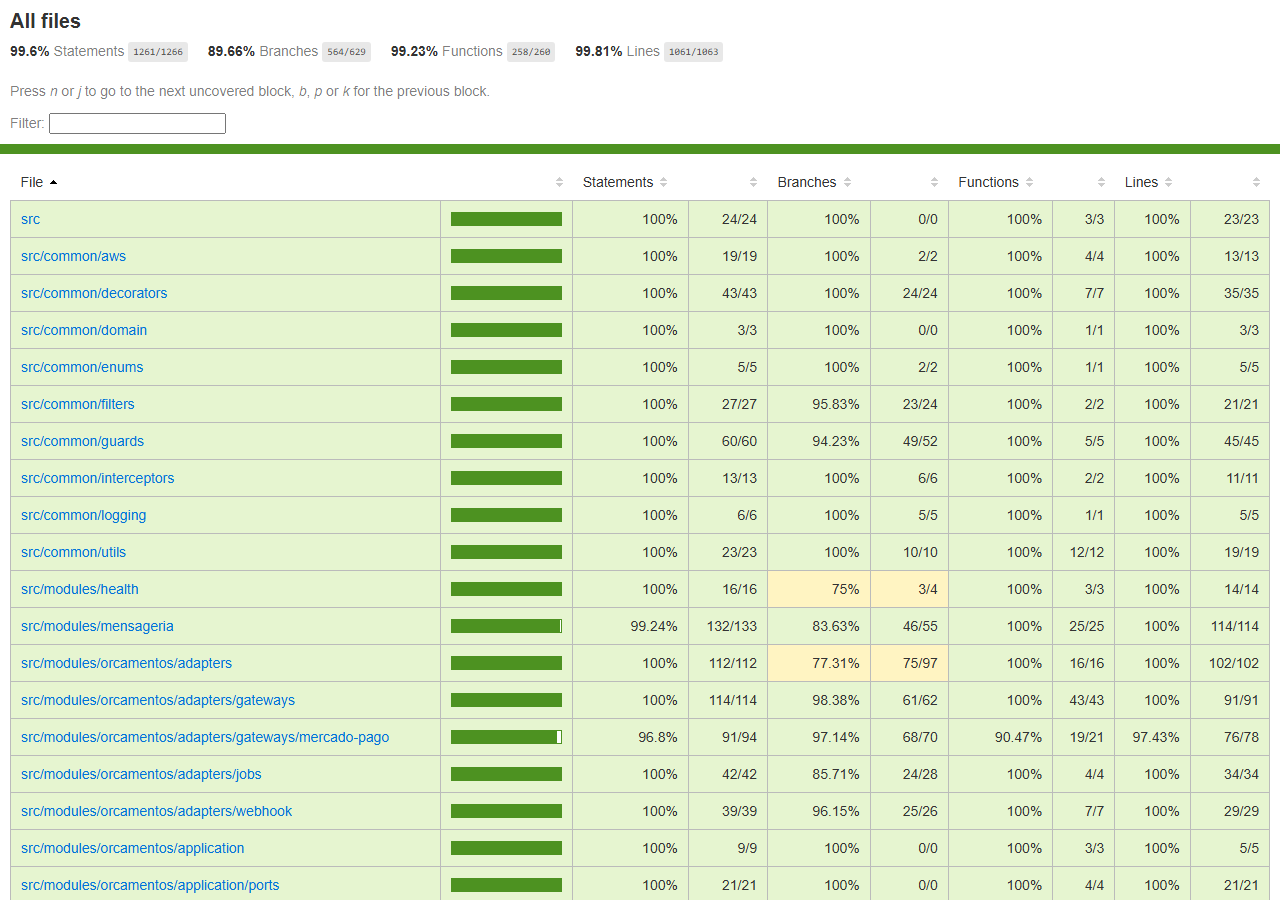 All files
99.6% Statements 1261/1266 89.66% Branches 564/629 99.23% Functions 258/260 99.81% Lines 1061/1063
Press n or j to go to the next uncovered block, b, p or k for the previous block.
Filter:
File Statements Branches Functions Lines
src 100% 24/24 100% 0/0 100% 3/3 100% 23/23
src/common/aws 100% 19/19 100% 2/2 100% 4/4 100% 13/13
src/common/decorators 100% 43/43 100% 24/24 100% 7/7 100% 35/35
src/common/domain 100% 3/3 100% 0/0 100% 1/1 100% 3/3
src/common/enums 100% 5/5 100% 2/2 100% 1/1 100% 5/5
src/common/filters 100% 27/27 95.83% 23/24 100% 2/2 100% 21/21
src/common/guards 100% 60/60 94.23% 49/52 100% 5/5 100% 45/45
src/common/interceptors 100% 13/13 100% 6/6 100% 2/2 100% 11/11
src/common/logging 100% 6/6 100% 5/5 100% 1/1 100% 5/5
src/common/utils 100% 23/23 100% 10/10 100% 12/12 100% 19/19
src/modules/health 100% 16/16 75% 3/4 100% 3/3 100% 14/14
src/modules/mensageria 99.24% 132/133 83.63% 46/55 100% 25/25 100% 114/114
src/modules/orcamentos/adapters 100% 112/112 77.31% 75/97 100% 16/16 100% 102/102
src/modules/orcamentos/adapters/gateways 100% 114/114 98.38% 61/62 100% 43/43 100% 91/91
src/modules/orcamentos/adapters/gateways/mercado-pago 96.8% 91/94 97.14% 68/70 90.47% 19/21 97.43% 76/78
src/modules/orcamentos/adapters/jobs 100% 42/42 85.71% 24/28 100% 4/4 100% 34/34
src/modules/orcamentos/adapters/webhook 100% 39/39 96.15% 25/26 100% 7/7 100% 29/29
src/modules/orcamentos/application 100% 9/9 100% 0/0 100% 3/3 100% 5/5
src/modules/orcamentos/application/ports 100% 21/21 100% 0/0 100% 4/4 100% 21/21